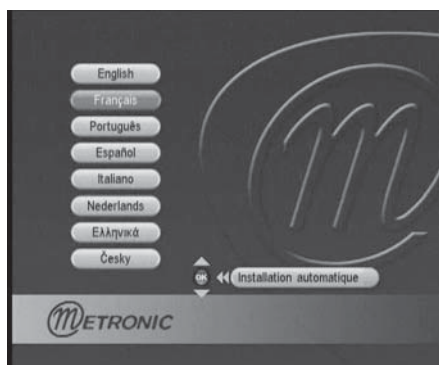 English
Français
Português
Español
Italiano
Nederlands
Ελληνικά
Česky
OK
Installation automatique
METRONIC